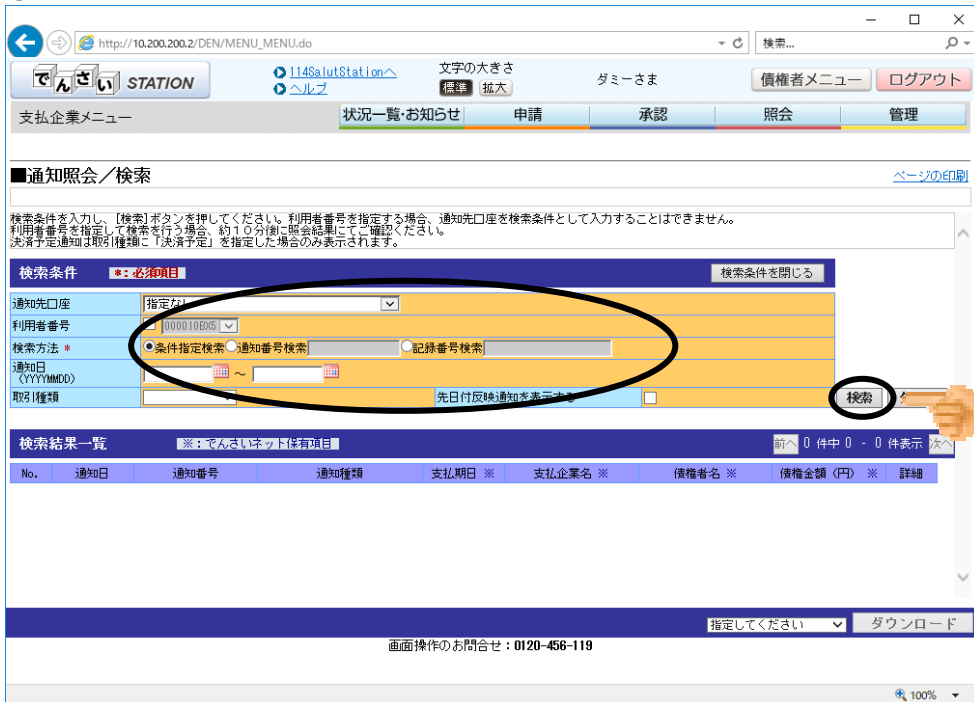 http://10.200.200.2/DEN/MENU_MENU.do 検索...
でんさい STATION 114SalutStationへ 文字の大きさ ダミーさま 債権者メニュー ログアウト
ヘルプ 標準 拡大
支払企業メニュー 状況一覧・お知らせ 申請 承認 照会 管理
■通知照会／検索 ページの印刷
検索条件を入力し、[検索]ボタンを押してください。利用者番号を指定する場合、通知先口座を検索条件として入力することはできません。
利用者番号を指定して検索を行う場合、約１０分後に照会結果にてご確認ください。
決済予定通知は取引種類に「決済予定」を指定した場合のみ表示されます。
検索条件 *：必須項目 検索条件を閉じる
通知先口座 指定なし
利用者番号 000010BX5
検索方法 * 条件指定検索 通知番号検索 記録番号検索
通知日
(YYYYMMDD) ～
取引種類 先日付反映通知を表示する 検索
検索結果一覧 ※：でんさいネット保有項目 前へ 0 件中 0 - 0 件表示 次へ
No. 通知日 通知番号 通知種類 支払期日 ※ 支払企業名 ※ 債権者名 ※ 債権金額（円） ※ 詳細
指定してください ダウンロード
画面操作のお問合せ：0120-456-119
100%